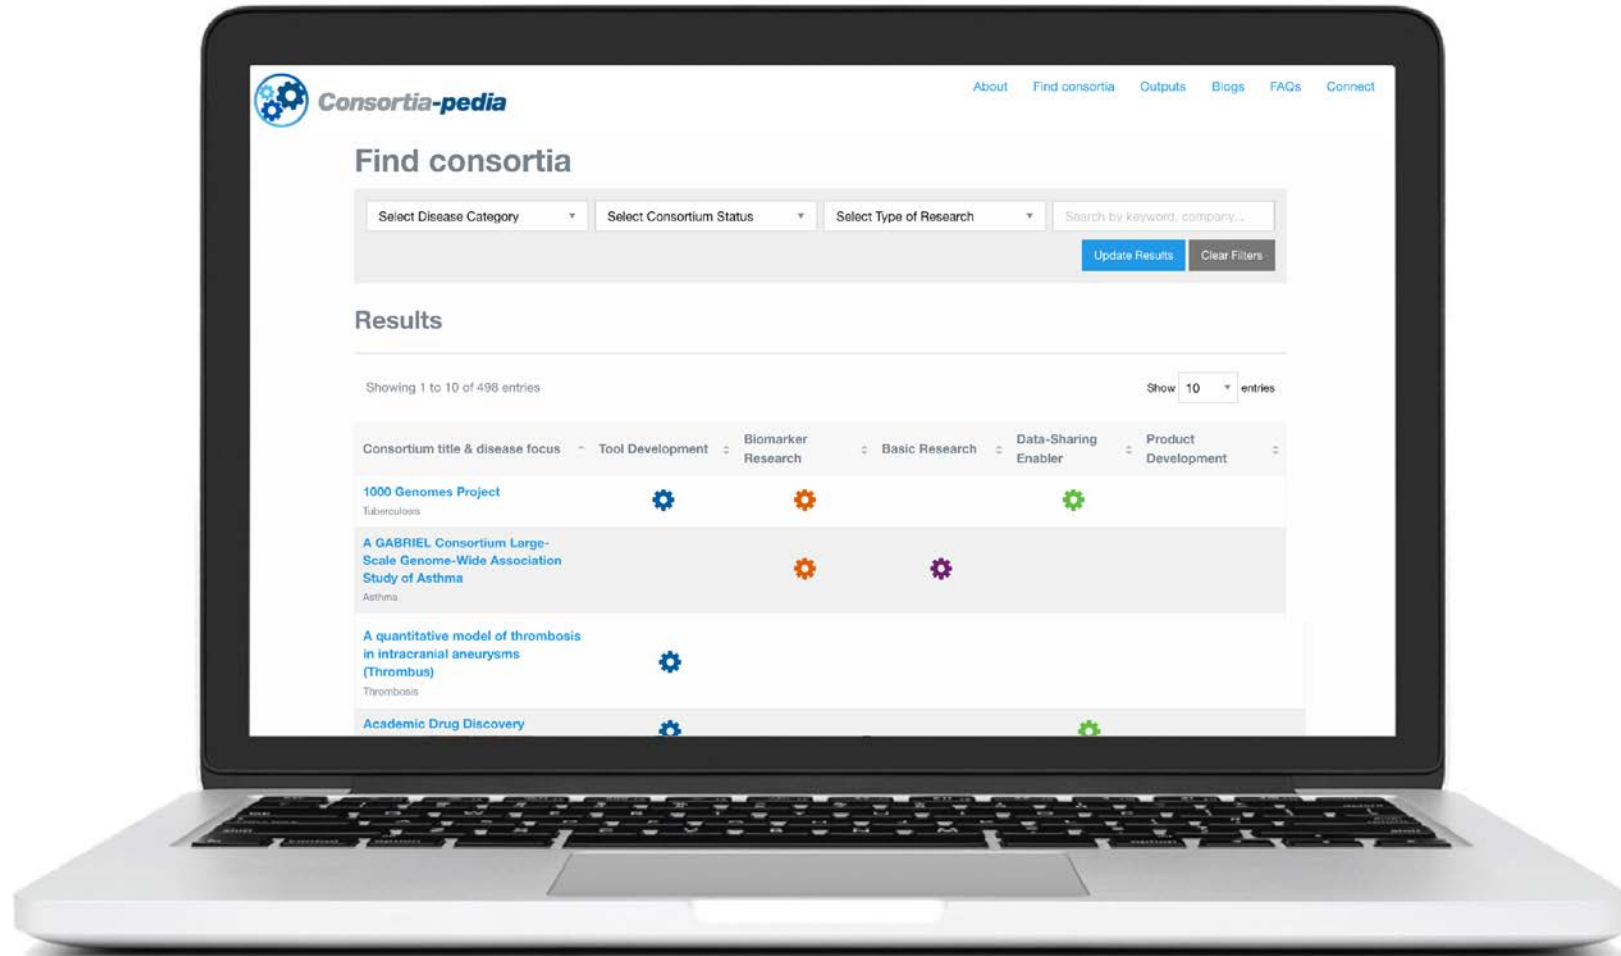 Consortia-pedia
About Find consortia Outputs Blogs FAQs Connect
Find consortia
Select Disease Category Select Consortium Status Select Type of Research Search by keyword, company...
Update Results Clear Filters
Results
Showing 1 to 10 of 498 entries
Show 10 entries
Consortium title & disease focus Tool Development Biomarker Research Basic Research Data-Sharing Enabler Product Development
1000 Genomes Project
Tuberculosis
A GABRIEL Consortium Large-
Scale Genome-Wide Association
Study of Asthma
Asthma
A quantitative model of thrombosis
in intracranial aneurysms
(Thrombus)
Thrombosis
Academic Drug Discovery